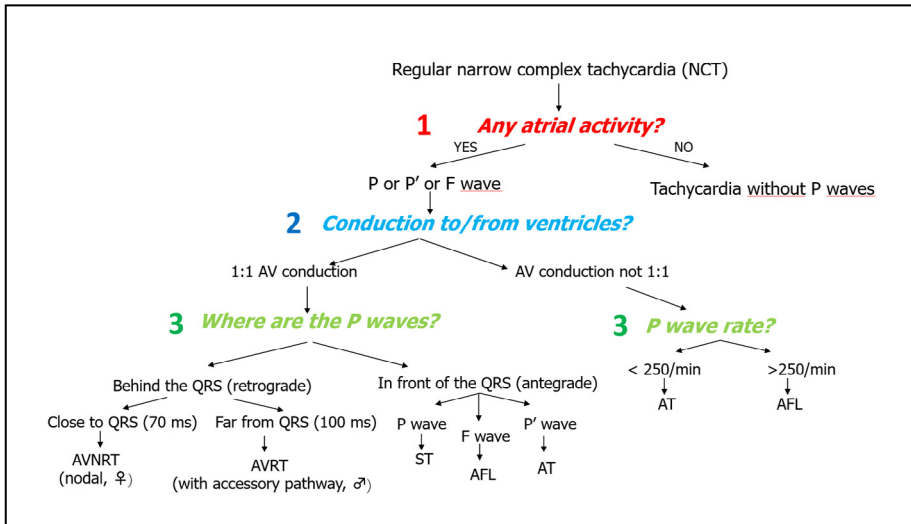 Regular narrow complex tachycardia (NCT)
1 Any atrial activity?
YES
NO
P or P’ or F wave
Tachycardia without P waves
2 Conduction to/from ventricles?
1:1 AV conduction
AV conduction not 1:1
3 Where are the P waves?
3 P wave rate?
Behind the QRS (retrograde)
In front of the QRS (antegrade)
< 250/min
>250/min
Close to QRS (70 ms)
Far from QRS (100 ms)
P wave
F wave
P’ wave
AT
AFL
AVNRT
(nodal, ♀)
AVRT
(with accessory pathway, ♂)
ST
AFL
AT